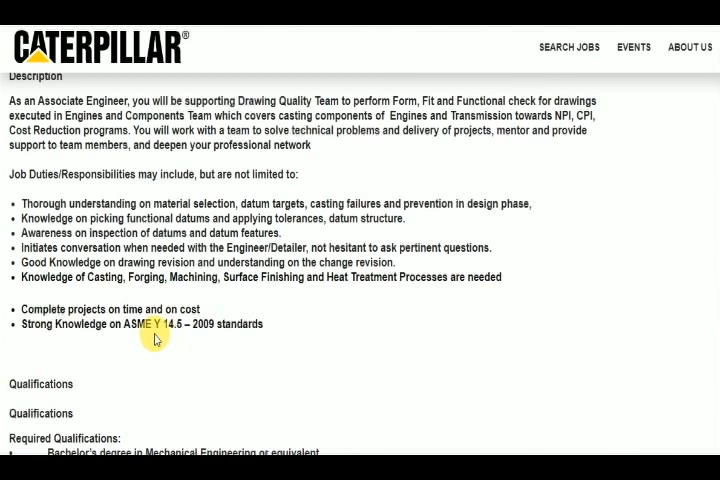 CATERPILLAR®
SEARCH JOBS EVENTS ABOUT US
Description
As an Associate Engineer, you will be supporting Drawing Quality Team to perform Form, Fit and Functional check for drawings
executed in Engines and Components Team which covers casting components of Engines and Transmission towards NPI, CPI,
Cost Reduction programs. You will work with a team to solve technical problems and delivery of projects, mentor and provide
support to team members, and deepen your professional network
Job Duties/Responsibilities may include, but are not limited to:
• Thorough understanding on material selection, datum targets, casting failures and prevention in design phase,
• Knowledge on picking functional datums and applying tolerances, datum structure.
• Awareness on inspection of datums and datum features.
• Initiates conversation when needed with the Engineer/Detailer, not hesitant to ask pertinent questions.
• Good Knowledge on drawing revision and understanding on the change revision.
• Knowledge of Casting, Forging, Machining, Surface Finishing and Heat Treatment Processes are needed
• Complete projects on time and on cost
• Strong Knowledge on ASME Y 14.5 – 2009 standards
Qualifications
Qualifications
Required Qualifications:
• Bachelor's degree in Mechanical Engineering or equivalent